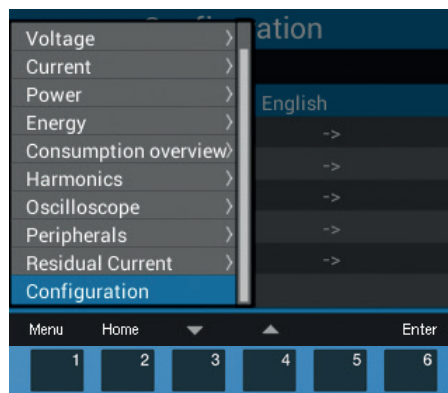 ation
Voltage
Current
Power
Energy
English
Consumption overview
->
Harmonics
->
Oscilloscope
->
Peripherals
->
Residual Current
->
Configuration
Menu Home Enter
1 2 3 4 5 6